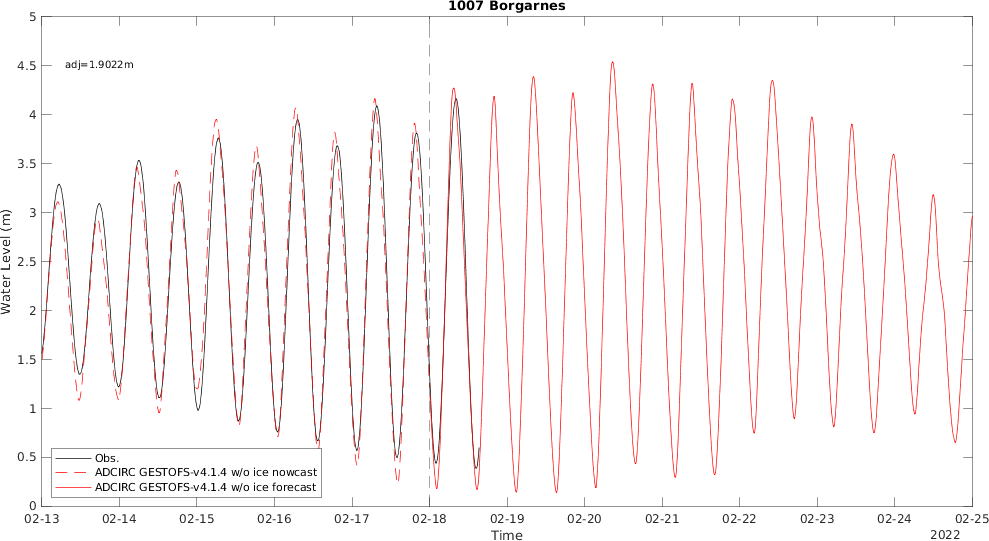 1007 Borgarnes
adj=1.9022m
Water Level (m)
5
4.5
4
3.5
3
2.5
2
1.5
1
0.5
0
Obs.
ADCIRC GESTOFS-v4.1.4 w/o ice nowcast
ADCIRC GESTOFS-v4.1.4 w/o ice forecast
02-13 02-14 02-15 02-16 02-17 02-18 02-19 02-20 02-21 02-22 02-23 02-24 02-25
Time
2022